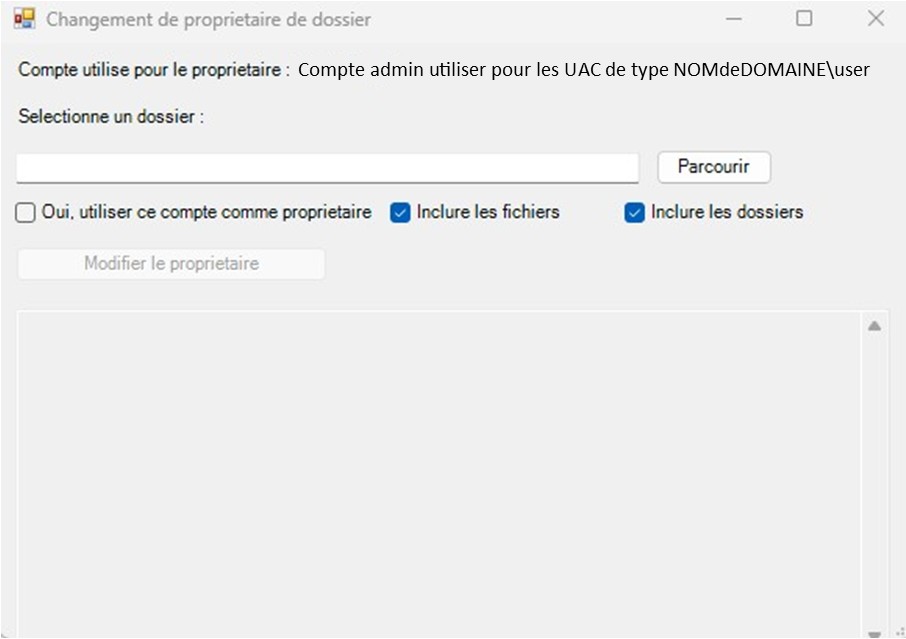 Changement de proprietaire de dossier
Compte utilise pour le proprietaire : Compte admin utiliser pour les UAC de type NOMdeDOMAINE\user
Selectionne un dossier :
Parcourir
Oui, utiliser ce compte comme proprietaire Inclure les fichiers Inclure les dossiers
Modifier le proprietaire